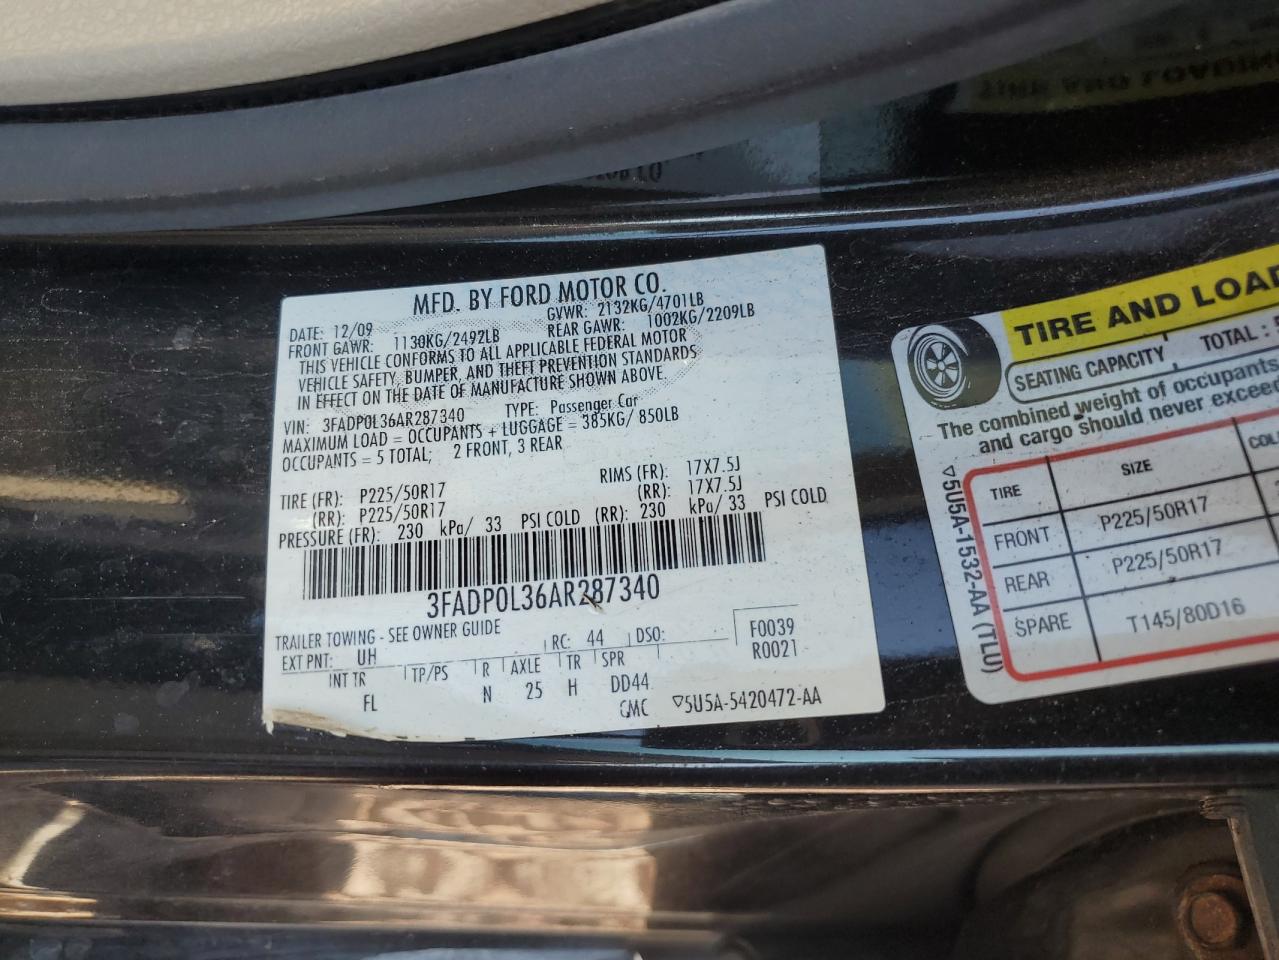 MFD. BY FORD MOTOR CO.
DATE: 12/09 GVWR: 2132KG/4701LB
FRONT GAWR: 1130KG/2492LB REAR GAWR: 1002KG/2209LB
THIS VEHICLE CONFORMS TO ALL APPLICABLE FEDERAL MOTOR
VEHICLE SAFETY, BUMPER, AND THEFT PREVENTION STANDARDS
IN EFFECT ON THE DATE OF MANUFACTURE SHOWN ABOVE.
VIN: 3FADP0L36AR287340 TYPE: Passenger Car
MAXIMUM LOAD = OCCUPANTS + LUGGAGE = 385KG/ 850LB
OCCUPANTS = 5 TOTAL, 2 FRONT, 3 REAR
TIRE (FR): P225/50R17 RIMS (FR): 17X7.5J
(RR): P225/50R17 (RR): 17X7.5J
PRESSURE (FR): 230 kPa/ 33 PSI COLD (RR): 230 kPa/ 33 PSI COLD
3FADP0L36AR287340
TRAILER TOWING - SEE OWNER GUIDE
EXT PNT: UH RC: 44 DSO: F0039
INT TR TP/PS R AXLE TR SPR R0021
FL N 25 H DD44
GMC ▽5U5A-5420472-AA
TIRE AND LOAD
SEATING CAPACITY TOTAL :
The combined weight of occupants
and cargo should never exceed
TIRE SIZE COL
FRONT P225/50R17
REAR P225/50R17
SPARE T145/80D16
▽5U5A-1532-AA (TLU)